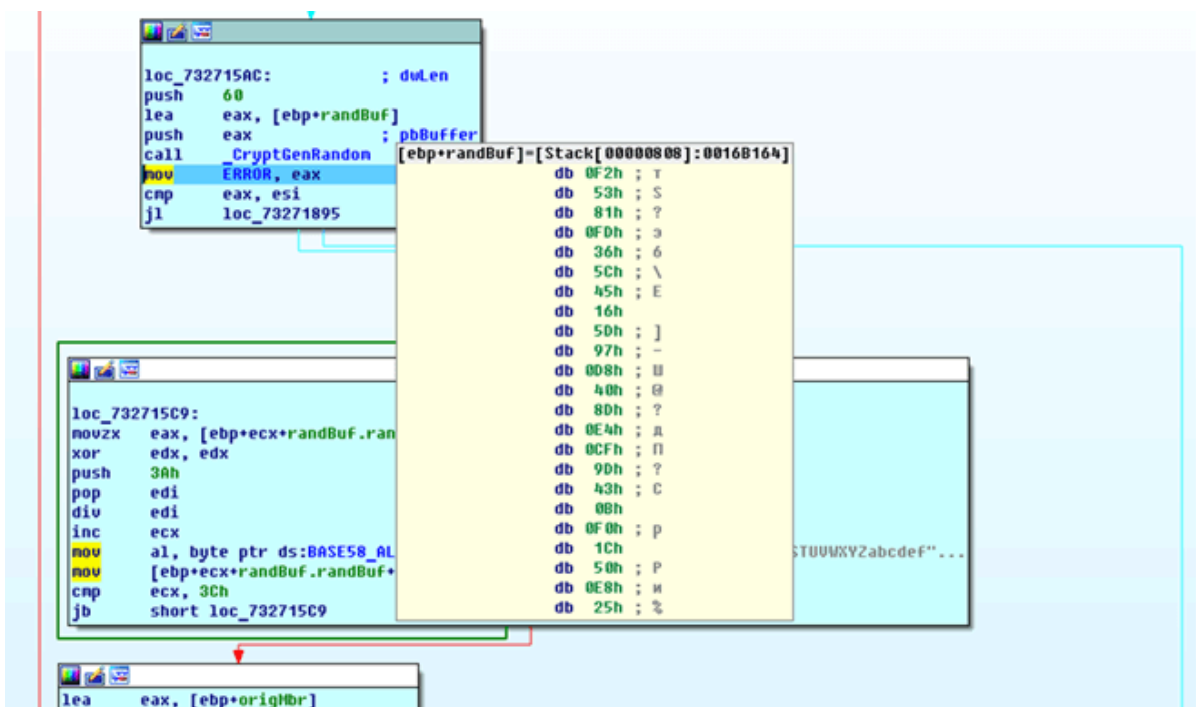 loc_732715AC: ; dwLen
push 60
lea eax, [ebp+randBuf]
push eax ; pbBuffer
call _CryptGenRandom
mov ERROR, eax
cmp eax, esi
jl loc_73271895
[ebp+randBuf]=[Stack[00000808]:0016B164]
db 0F2h ; т
db 53h ; S
db 81h ; ?
db 0FDh ; э
db 36h ; 6
db 5Ch ; \
db 45h ; E
db 16h
db 5Dh ; ]
db 97h ; -
db 0D8h ; Ш
db 40h ; @
db 8Dh ; ?
db 0E4h ; д
db 0CFh ; П
db 9Dh ; ?
db 43h ; C
db 0Bh
db 0F0h ; р
db 1Ch
db 50h ; P
db 0E8h ; и
db 25h ; %
loc_732715C9:
movzx eax, [ebp+ecx+randBuf.ran
xor edx, edx
push 3Ah
pop edi
div edi
inc ecx
mov al, byte ptr ds:BASE58_AL STUVWXYZabcdef"...
mov [ebp+ecx+randBuf.randBuf+
cmp ecx, 3Ch
jb short loc_732715C9
lea eax, [ebp+origMbr]